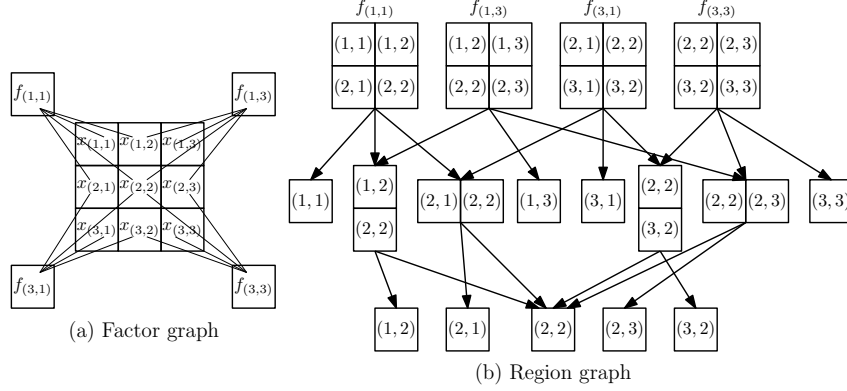 f(1,1) f(1,3) f(3,1) f(3,3)
(1,1) (1,2) (1,2) (1,3) (2,1) (2,2) (2,2) (2,3)
(2,1) (2,2) (2,2) (2,3) (3,1) (3,2) (3,2) (3,3)
f(1,1) f(1,3)
x(1,1) x(1,2) x(1,3)
x(2,1) x(2,2) x(2,3)
x(3,1) x(3,2) x(3,3)
f(3,1) f(3,3)
(a) Factor graph
(1,2) (2,2)
(1,1) (2,1) (2,2) (1,3) (3,1) (2,2) (2,3) (3,3)
(2,2) (3,2)
(1,2) (2,1) (2,2) (2,3) (3,2)
(b) Region graph